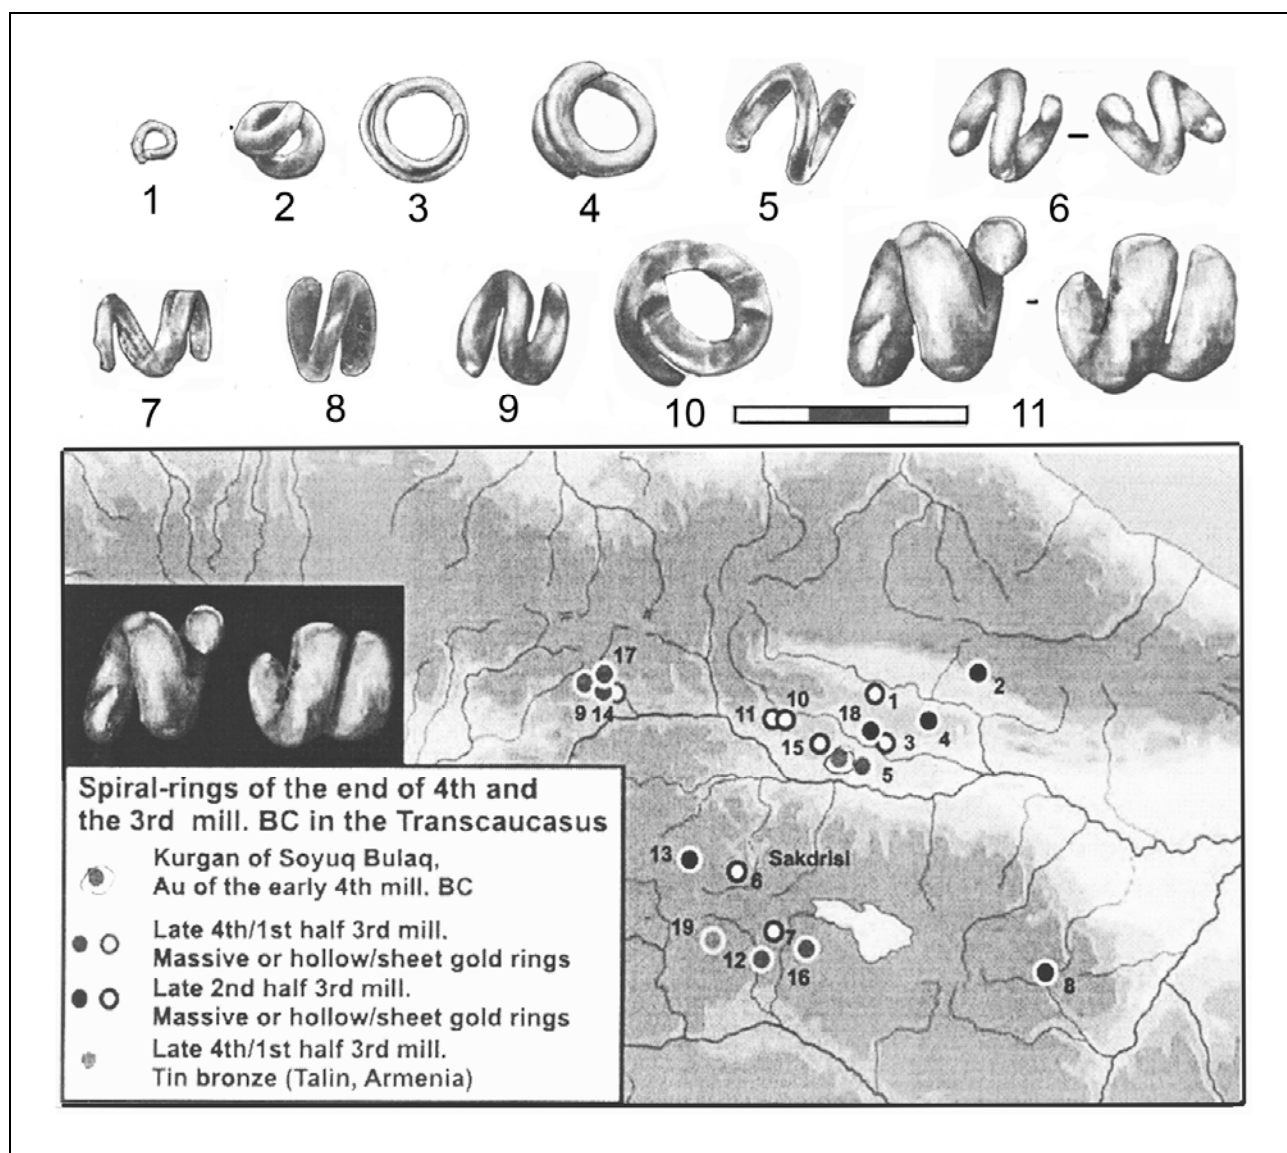 1 2 3 4 5 6
7 8 9 10 11
17
9 14
11 10
18 1 2
15 3 4
5
13 Sakdrisi
6
19 7
12 16 8
Spiral-rings of the end of 4th and
the 3rd mill. BC in the Transcaucasus
Kurgan of Soyuq Bulaq,
Au of the early 4th mill. BC
Late 4th/1st half 3rd mill.
Massive or hollow/sheet gold rings
Late 2nd half 3rd mill.
Massive or hollow/sheet gold rings
Late 4th/1st half 3rd mill.
Tin bronze (Talin, Armenia)